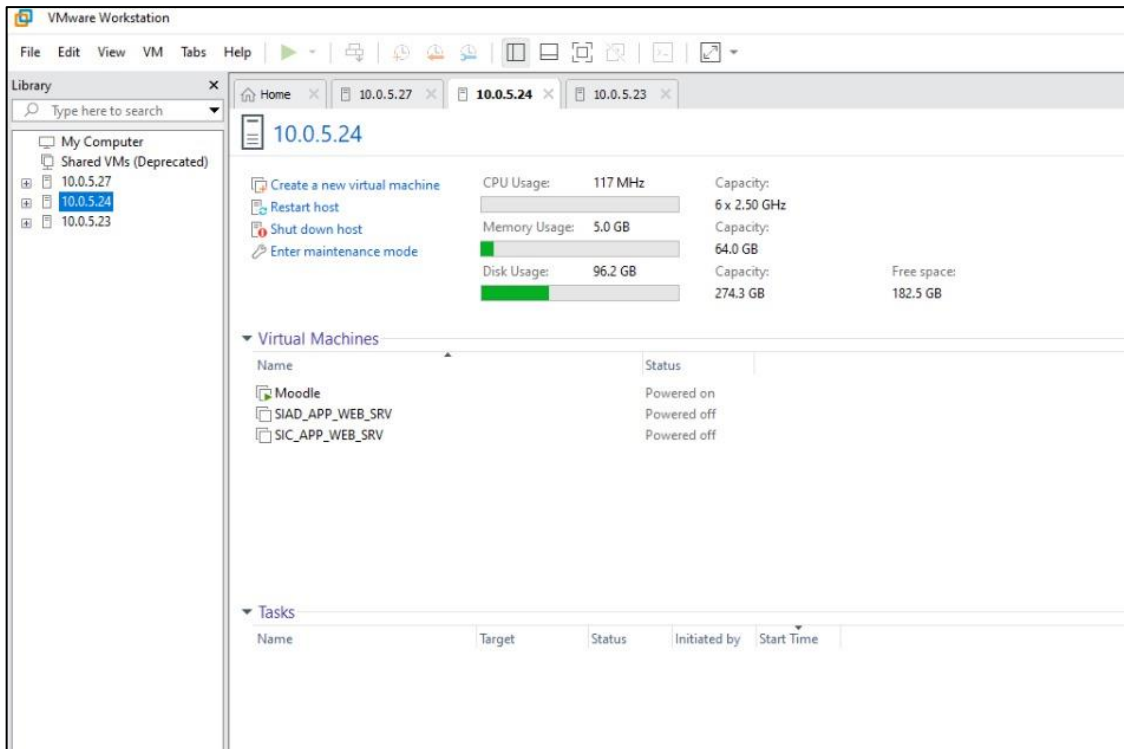 VMware Workstation
File Edit View VM Tabs Help
Library
Type here to search
My Computer
Shared VMs (Deprecated)
10.0.5.27
10.0.5.24
10.0.5.23
Home 10.0.5.27 10.0.5.24 10.0.5.23
10.0.5.24
Create a new virtual machine
Restart host
Shut down host
Enter maintenance mode
CPU Usage: 117 MHz Capacity:
6 x 2.50 GHz
Memory Usage: 5.0 GB Capacity:
64.0 GB
Disk Usage: 96.2 GB Capacity: Free space:
274.3 GB 182.5 GB
Virtual Machines
Name Status
Moodle Powered on
SIAD_APP_WEB_SRV Powered off
SIC_APP_WEB_SRV Powered off
Tasks
Name Target Status Initiated by Start Time